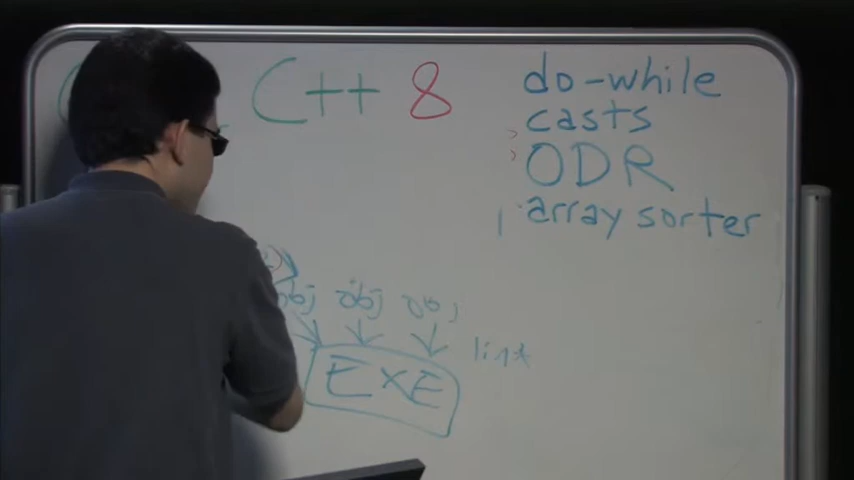 C++ 8
do-while
casts
ODR
array sorter
obj obj obj
link
EXE